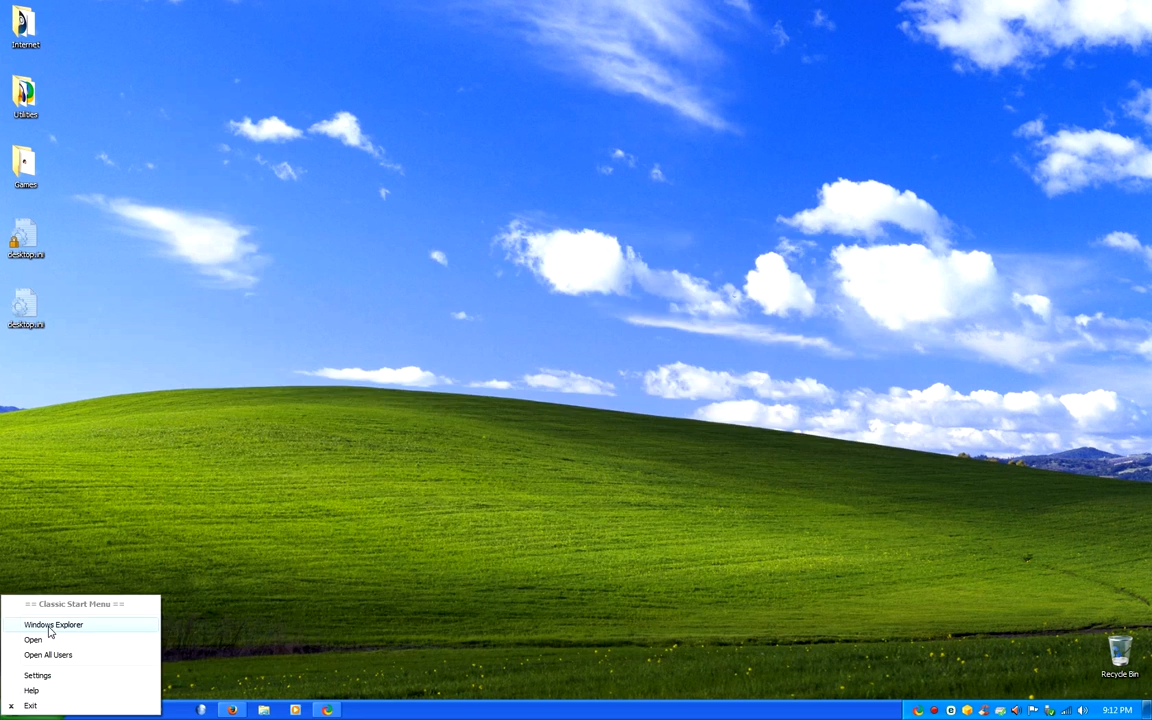 Internet
Utilities
Games
desktop.ini
desktop.ini
== Classic Start Menu ==
Windows Explorer
Open
Open All Users
Settings
Help
x Exit
Recycle Bin
9:12 PM